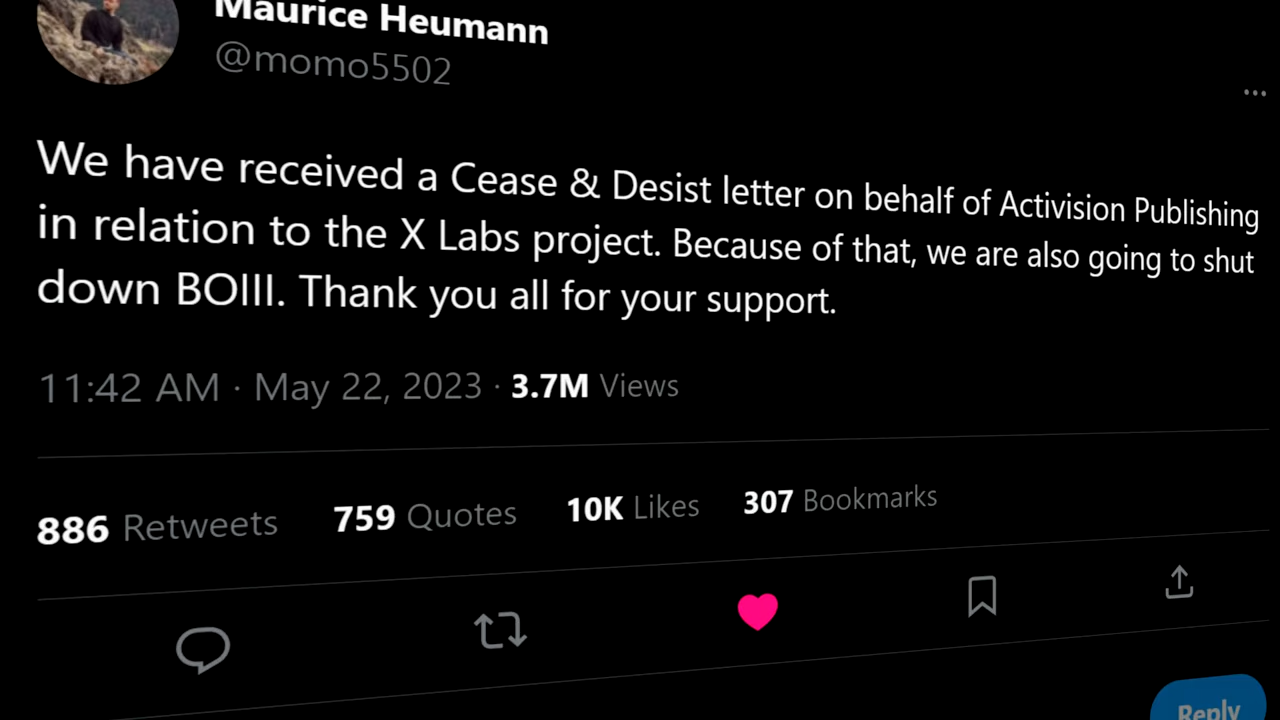 Maurice Heumann
@momo5502
We have received a Cease & Desist letter on behalf of Activision Publishing
in relation to the X Labs project. Because of that, we are also going to shut
down BOIII. Thank you all for your support.
11:42 AM · May 22, 2023 · 3.7M Views
886 Retweets 759 Quotes 10K Likes 307 Bookmarks
Reply